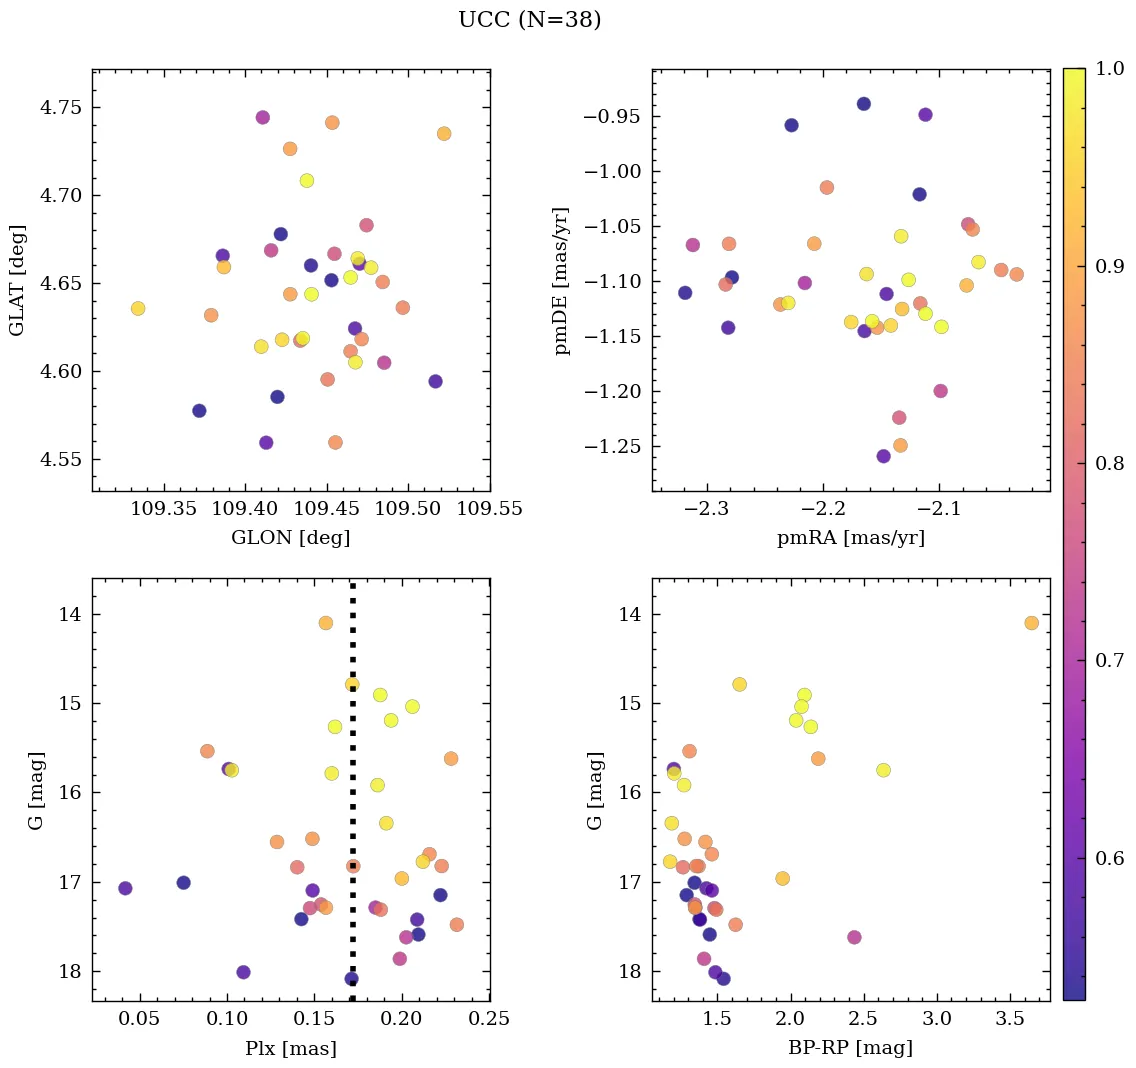 UCC (N=38)
4.75
4.70
4.65
4.60
4.55
GLAT [deg]
109.35 109.40 109.45 109.50 109.55
GLON [deg]
−0.95
−1.00
−1.05
−1.10
−1.15
−1.20
−1.25
pmDE [mas/yr]
−2.3 −2.2 −2.1
pmRA [mas/yr]
1.0
0.9
0.8
0.7
0.6
14
15
16
17
18
G [mag]
0.05 0.10 0.15 0.20 0.25
Plx [mas]
14
15
16
17
18
G [mag]
1.5 2.0 2.5 3.0 3.5
BP-RP [mag]